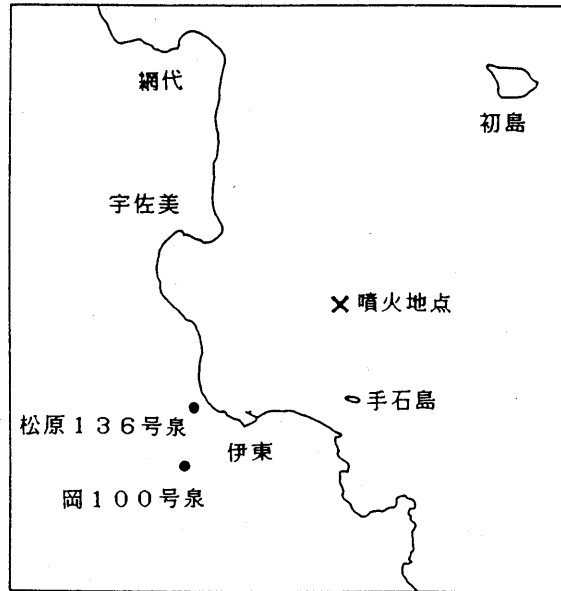 網代
初島
宇佐美
噴火地点
手石島
松原136号泉
伊東
岡100号泉